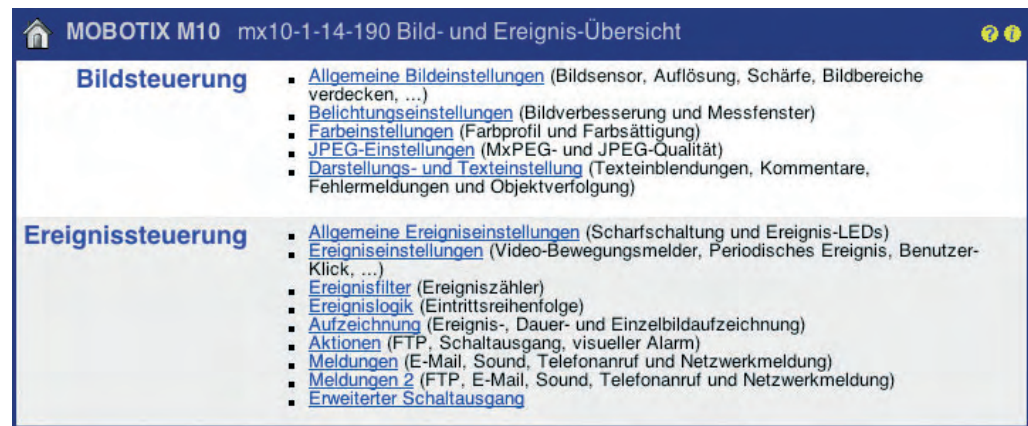 MOBOTIX M10 mx10-1-14-190 Bild- und Ereignis-Übersicht
Bildsteuerung
Allgemeine Bildeinstellungen (Bildsensor, Auflösung, Schärfe, Bildbereiche
verdecken, ...)
Belichtungseinstellungen (Bildverbesserung und Messfenster)
Farbeinstellungen (Farbprofil und Farbsättigung)
JPEG-Einstellungen (MxPEG- und JPEG-Qualität)
Darstellungs- und Texteinstellung (Texteinblendungen, Kommentare,
Fehlermeldungen und Objektverfolgung)
Ereignissteuerung
Allgemeine Ereigniseinstellungen (Scharfschaltung und Ereignis-LEDs)
Ereigniseinstellungen (Video-Bewegungsmelder, Periodisches Ereignis, Benutzer-
Klick, ...)
Ereignisfilter (Ereigniszähler)
Ereignislogik (Eintrittsreihenfolge)
Aufzeichnung (Ereignis-, Dauer- und Einzelbildaufzeichnung)
Aktionen (FTP, Schaltausgang, visueller Alarm)
Meldungen (E-Mail, Sound, Telefonanruf und Netzwerkmeldung)
Meldungen 2 (FTP, E-Mail, Sound, Telefonanruf und Netzwerkmeldung)
Erweiterter Schaltausgang